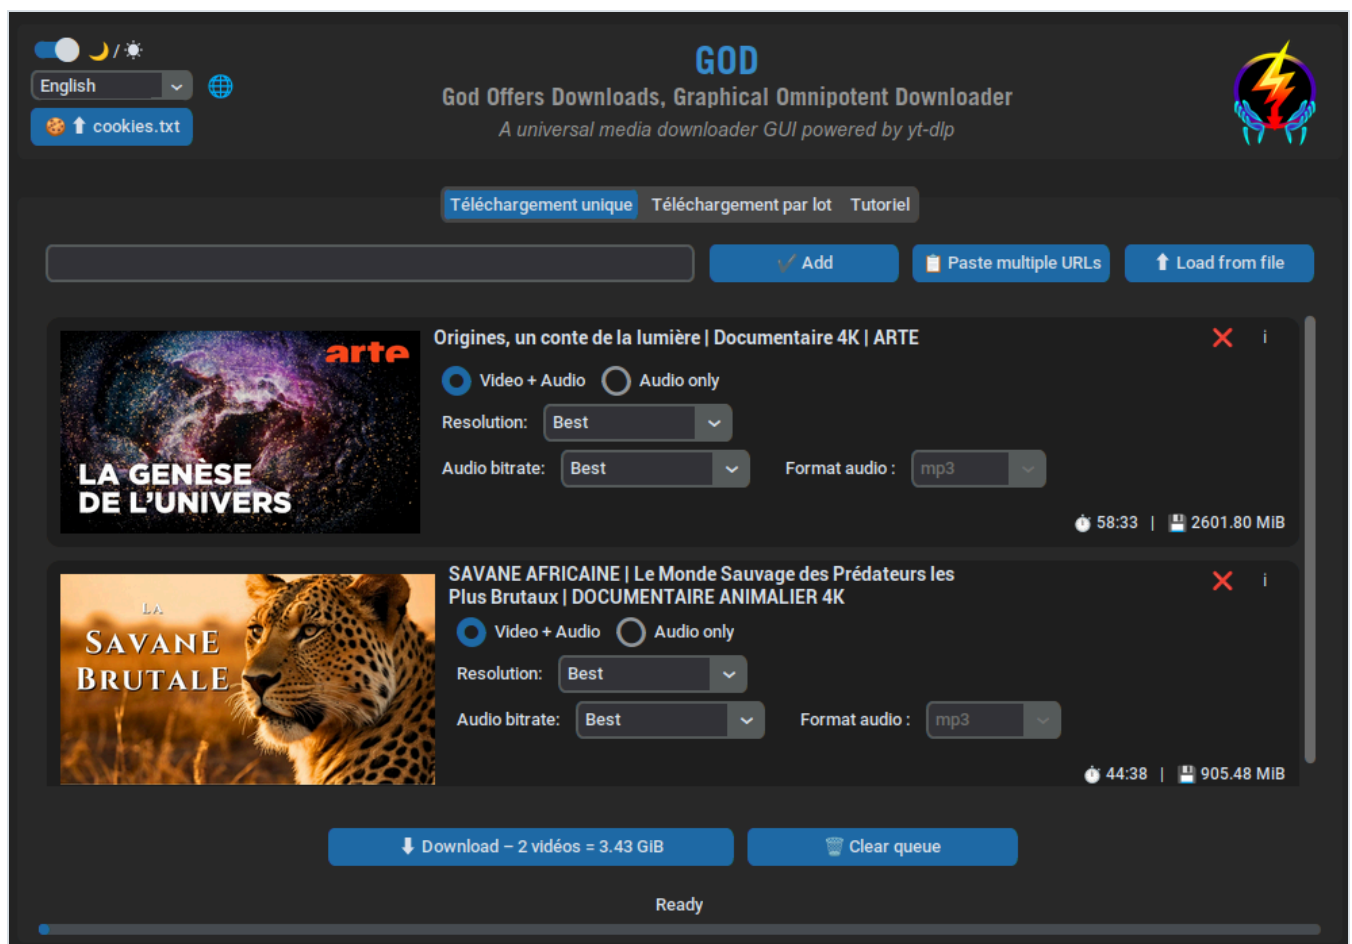 🌙 / ☀
English
🍪 ⬆ cookies.txt
GOD
God Offers Downloads, Graphical Omnipotent Downloader
A universal media downloader GUI powered by yt-dlp
Téléchargement unique Téléchargement par lot Tutoriel
✔ Add 📋 Paste multiple URLs ⬆ Load from file
arte
LA GENÈSE
DE L'UNIVERS
Origines, un conte de la lumière | Documentaire 4K | ARTE
❌ i
Video + Audio Audio only
Resolution: Best
Audio bitrate: Best Format audio : mp3
⏱ 58:33 | 💾 2601.80 MiB
LA
SAVANE
BRUTALE
SAVANE AFRICAINE | Le Monde Sauvage des Prédateurs les
Plus Brutaux | DOCUMENTAIRE ANIMALIER 4K
❌ i
Video + Audio Audio only
Resolution: Best
Audio bitrate: Best Format audio : mp3
⏱ 44:38 | 💾 905.48 MiB
⬇ Download – 2 vidéos = 3.43 GiB 🗑 Clear queue
Ready